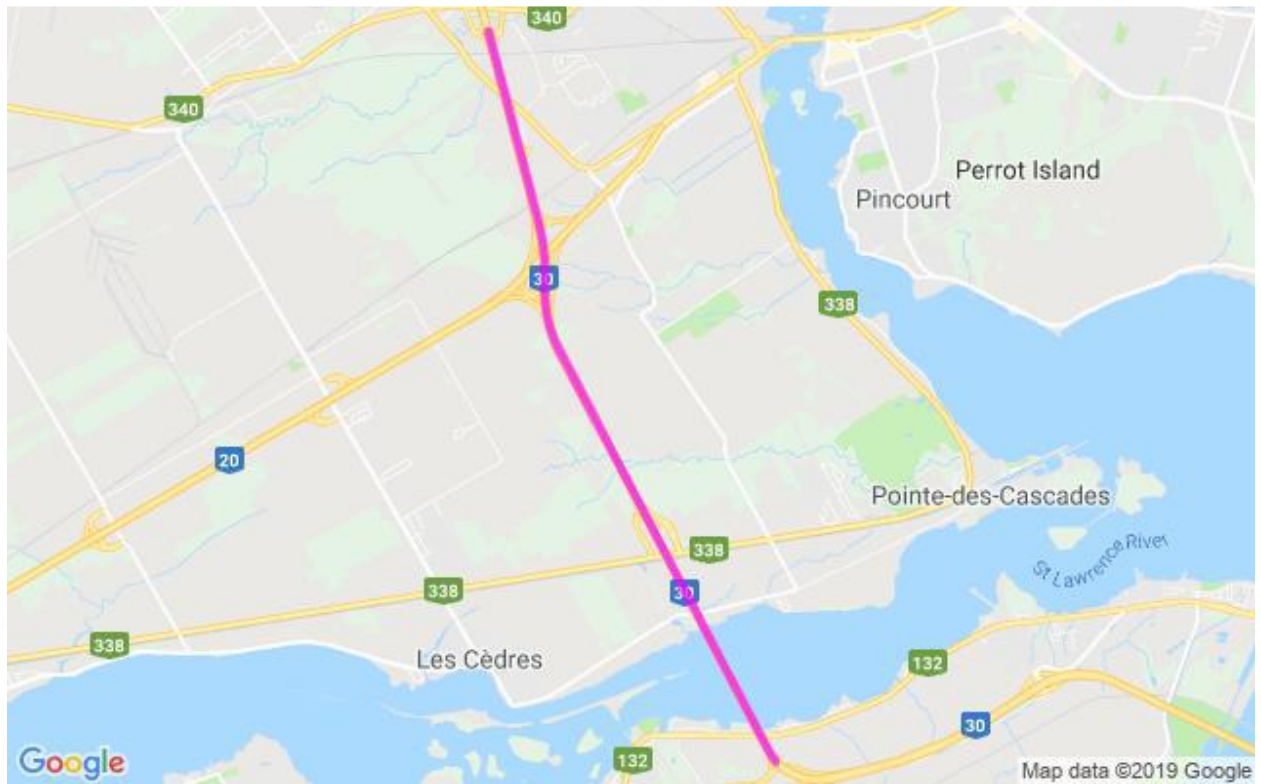 340
340
Perrot Island
Pincourt
30
338
20
Pointe-des-Cascades
338
St Lawrence River
30
338
338
Les Cèdres
132
30
132
Google
Map data ©2019 Google